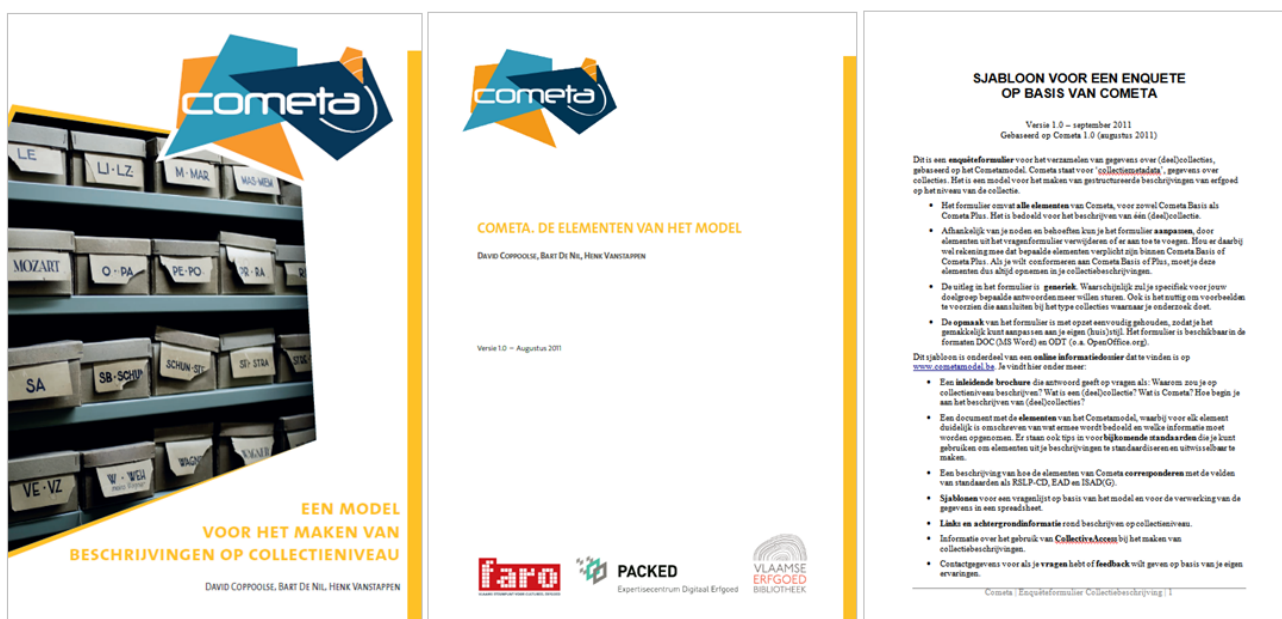 cometa
LE
LI-LZ
M-MAR
MAS-MEM
MOZART
O-PA
PE-PO
PR-RA
SA
SB-SCHU
SCHUN-SIT
ST-STRA
VE-VZ
W-WEH
WAGNER
WAGNER
EEN MODEL
VOOR HET MAKEN VAN
BESCHRIJVINGEN OP COLLECTIENIVEAU
DAVID COPPOOLSE, BART DE NIL, HENK VANSTAPPEN
cometa
COMETA. DE ELEMENTEN VAN HET MODEL
DAVID COPPOOLSE, BART DE NIL, HENK VANSTAPPEN
Versie 1.0 – Augustus 2011
faro
VLAAMS STEUNPUNT VOOR CULTUREEL ERFGOED
PACKED
Expertisecentrum Digitaal Erfgoed
VLAAMSE
ERFGOED
BIBLIOTHEEK
SJABLOON VOOR EEN ENQUETE
OP BASIS VAN COMETA
Versie 1.0 – september 2011
Gebaseerd op Cometa 1.0 (augustus 2011)
Dit is een enquêteformulier voor het verzamelen van gegevens over (deel)collecties,
gebaseerd op het Cometamodel. Cometa staat voor ‘collectiemetadata’, gegevens over
collecties. Het is een model voor het maken van gestructureerde beschrijvingen van erfgoed
op het niveau van de collectie.
• Het formulier omvat alle elementen van Cometa, voor zowel Cometa Basis als
Cometa Plus. Het is bedoeld voor het beschrijven van één (deel)collectie.
• Afhankelijk van je noden en behoeften kun je het formulier aanpassen, door
elementen uit het vragenformulier verwijderen of er aan toe te voegen. Hou er daarbij
wel rekening mee dat bepaalde elementen verplicht zijn binnen Cometa Basis of
Cometa Plus. Als je wilt conformeren aan Cometa Basis of Plus, moet je deze
elementen dus altijd opnemen in je collectiebeschrijvingen.
• De uitleg in het formulier is generiek. Waarschijnlijk zul je specifiek voor jouw
doelgroep bepaalde antwoorden meer willen sturen. Ook is het nuttig om voorbeelden
te voorzien die aansluiten bij het type collecties waarnaar je onderzoek doet.
• De opmaak van het formulier is met opzet eenvoudig gehouden, zodat je het
gemakkelijk kunt aanpassen aan je eigen (huis)stijl. Het formulier is beschikbaar in de
formaten DOC (MS Word) en ODT (o.a. OpenOffice.org).
Dit sjabloon is onderdeel van een online informatiedossier dat te vinden is op
www.cometamodel.be. Je vindt hier onder meer:
• Een inleidende brochure die antwoord geeft op vragen als: Waarom zou je op
collectieniveau beschrijven? Wat is een (deel)collectie? Wat is Cometa? Hoe begin je
aan het beschrijven van (deel)collecties?
• Een document met de elementen van het Cometamodel, waarbij voor elk element
duidelijk is omschreven van wat ermee wordt bedoeld en welke informatie moet
worden opgenomen. Er staan ook tips in voor bijkomende standaarden die je kunt
gebruiken om elementen uit je beschrijvingen te standaardiseren en uitwisselbaar te
maken.
• Een beschrijving van hoe de elementen van Cometa corresponderen met de velden
van standaarden als RSLP-CD, EAD en ISAD(G).
• Sjablonen voor een vragenlijst op basis van het model en voor de verwerking van de
gegevens in een spreadsheet.
• Links en achtergrondinformatie rond beschrijven op collectieniveau.
• Informatie over het gebruik van CollectiveAccess bij het maken van
collectiebeschrijvingen.
• Contactgegevens voor als je vragen hebt of feedback wilt geven op basis van je eigen
ervaringen.
Cometa | Enquêteformulier Collectiebeschrijving | 1